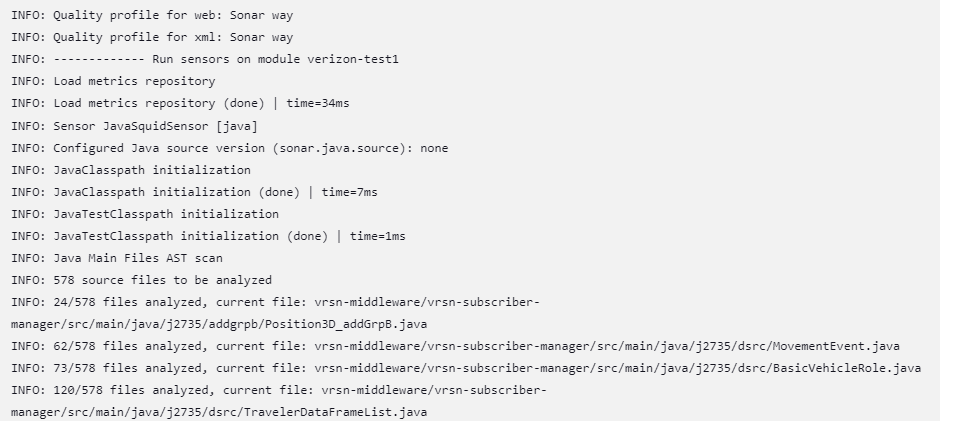 INFO: Quality profile for web: Sonar way
INFO: Quality profile for xml: Sonar way
INFO: ------------- Run sensors on module verizon-test1
INFO: Load metrics repository
INFO: Load metrics repository (done) | time=34ms
INFO: Sensor JavaSquidSensor [java]
INFO: Configured Java source version (sonar.java.source): none
INFO: JavaClasspath initialization
INFO: JavaClasspath initialization (done) | time=7ms
INFO: JavaTestClasspath initialization
INFO: JavaTestClasspath initialization (done) | time=1ms
INFO: Java Main Files AST scan
INFO: 578 source files to be analyzed
INFO: 24/578 files analyzed, current file: vrsn-middleware/vrsn-subscriber-
manager/src/main/java/j2735/addgrpb/Position3D_addGrpB.java
INFO: 62/578 files analyzed, current file: vrsn-middleware/vrsn-subscriber-manager/src/main/java/j2735/dsrc/MovementEvent.java
INFO: 73/578 files analyzed, current file: vrsn-middleware/vrsn-subscriber-manager/src/main/java/j2735/dsrc/BasicVehicleRole.java
INFO: 120/578 files analyzed, current file: vrsn-middleware/vrsn-subscriber-
manager/src/main/java/j2735/dsrc/TravelerDataFrameList.java